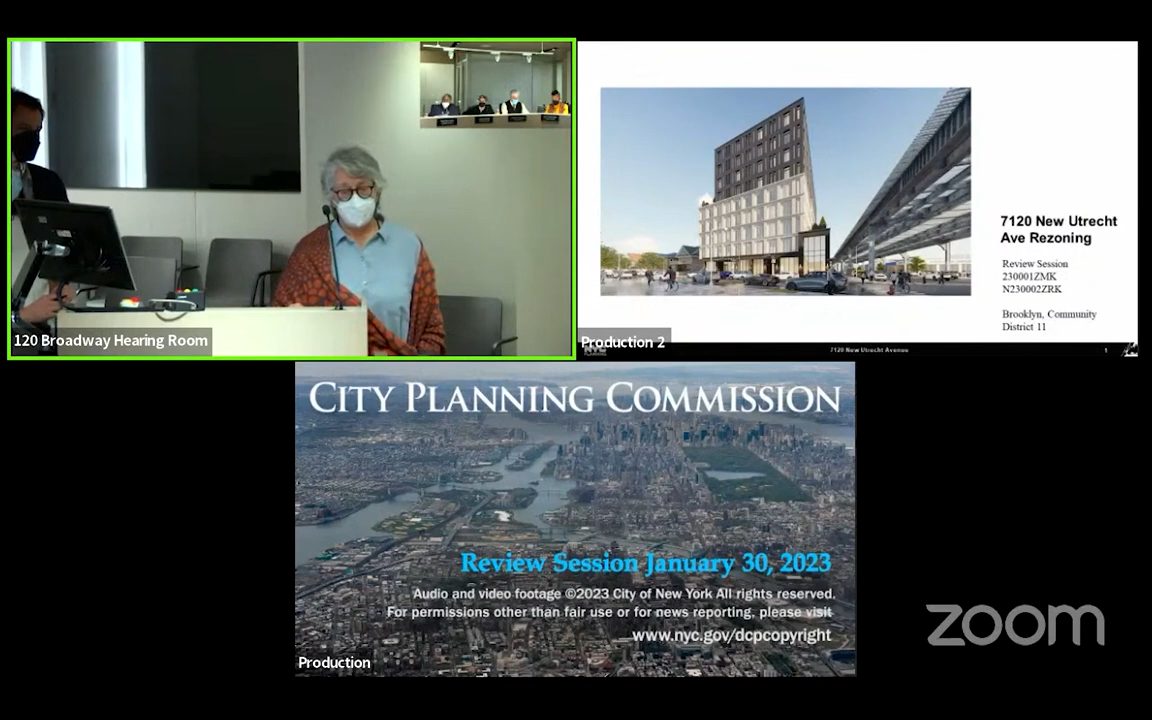 120 Broadway Hearing Room
7120 New Utrecht
Ave Rezoning
Review Session
230001ZMK
N230002ZRK
Brooklyn, Community
District 11
Production 2
NYC
7120 New Utrecht Avenue
1
CITY PLANNING COMMISSION
Review Session January 30, 2023
Audio and video footage ©2023 City of New York All rights reserved.
For permissions other than fair use or for news reporting, please visit
www.nyc.gov/dcpcopyright
Production
zoom